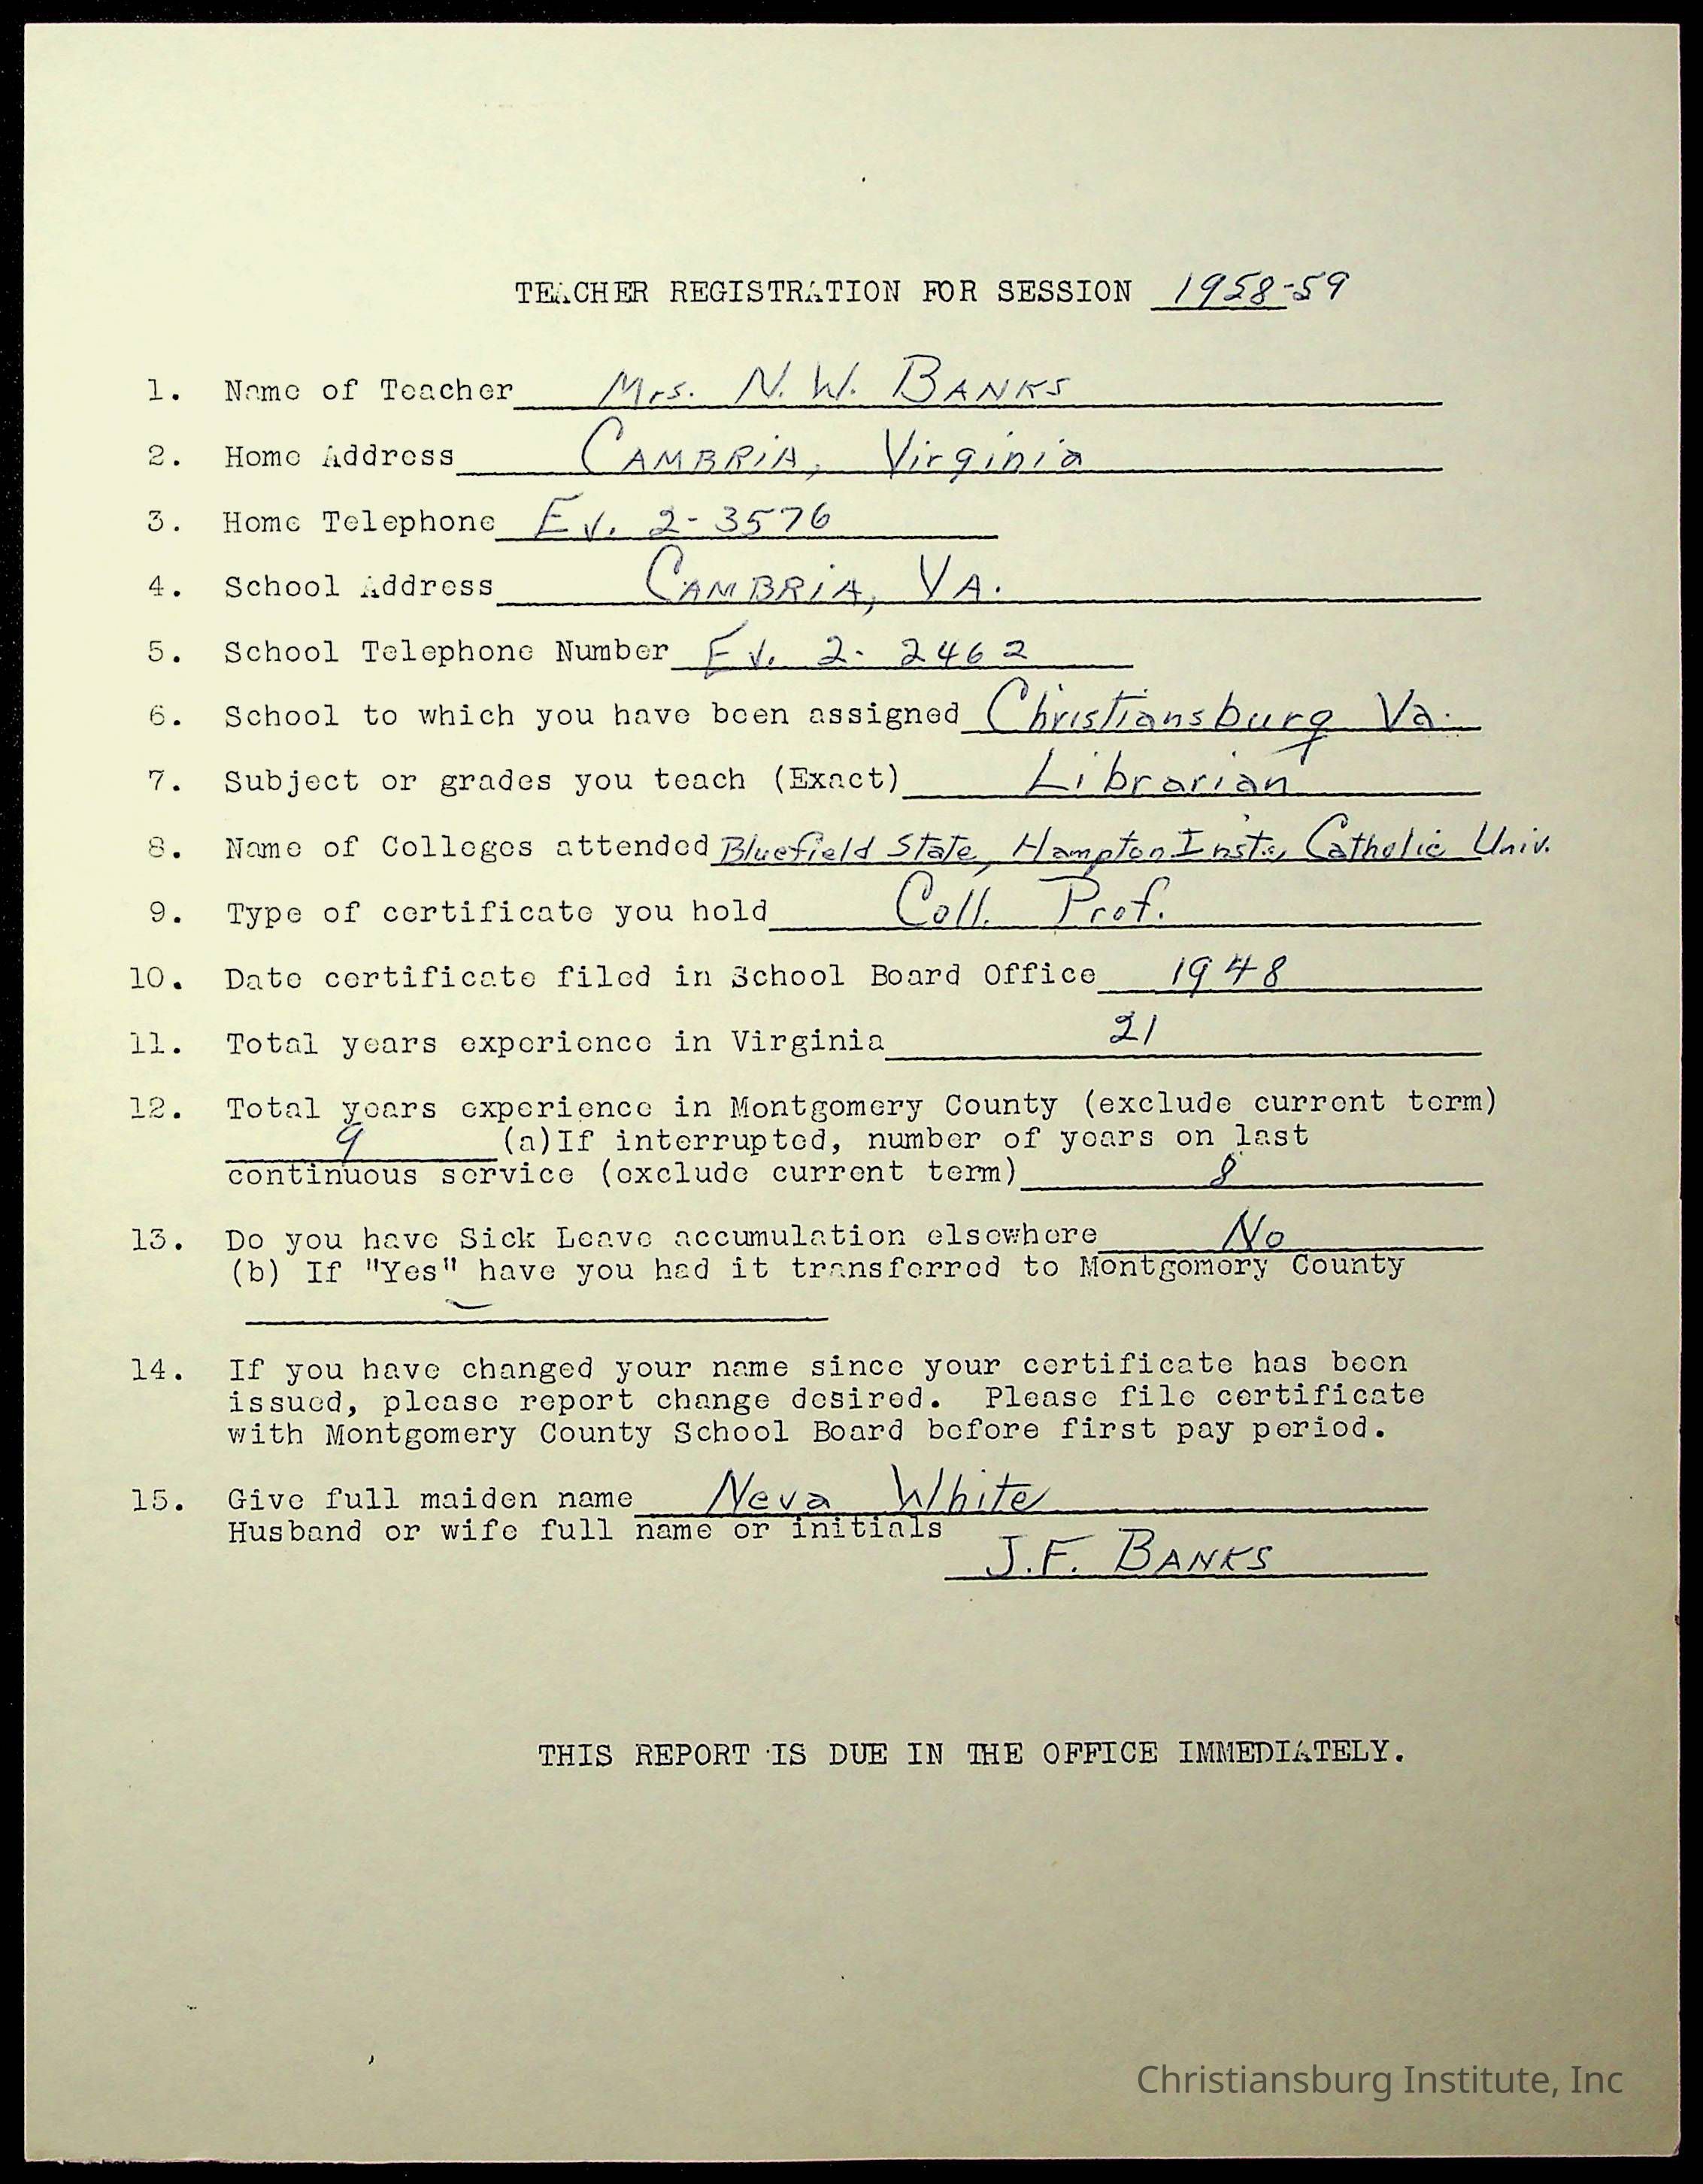 TEACHER REGISTRATION FOR SESSION 1958-59
1. Name of Teacher Mrs. N. W. BANKS
2. Home Address CAMBRIA, Virginia
3. Home Telephone Ev. 2-3576
4. School Address CAMBRIA, VA.
5. School Telephone Number Ev. 2-2462
6. School to which you have been assigned Christiansburg Va.
7. Subject or grades you teach (Exact) Librarian
8. Name of Colleges attended Bluefield State, Hampton Inst., Catholic Univ.
9. Type of certificate you hold Coll. Prof.
10. Date certificate filed in School Board Office 1948
11. Total years experience in Virginia 21
12. Total years experience in Montgomery County (exclude current term)
9 (a)If interrupted, number of years on last
continuous service (exclude current term) 8
13. Do you have Sick Leave accumulation elsewhere No
(b) If "Yes" have you had it transferred to Montgomory County
14. If you have changed your name since your certificate has been
issued, please report change desired. Please file certificate
with Montgomery County School Board before first pay period.
15. Give full maiden name Neva White
Husband or wife full name or initials
J.F. BANKS
THIS REPORT IS DUE IN THE OFFICE IMMEDIATELY.
Christiansburg Institute, Inc